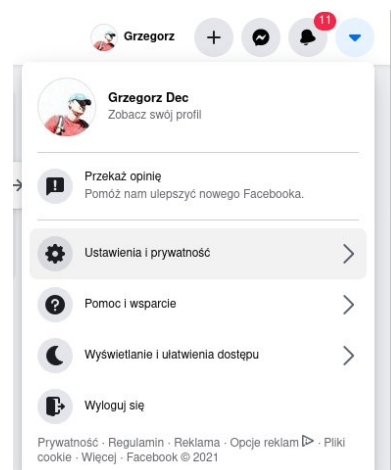 Grzegorz
11
Grzegorz Dec
Zobacz swój profil
Przekaż opinię
Pomóż nam ulepszyć nowego Facebooka.
Ustawienia i prywatność
Pomoc i wsparcie
Wyświetlanie i ułatwienia dostępu
Wyloguj się
Prywatność · Regulamin · Reklama · Opcje reklam · Pliki
cookie · Więcej · Facebook © 2021